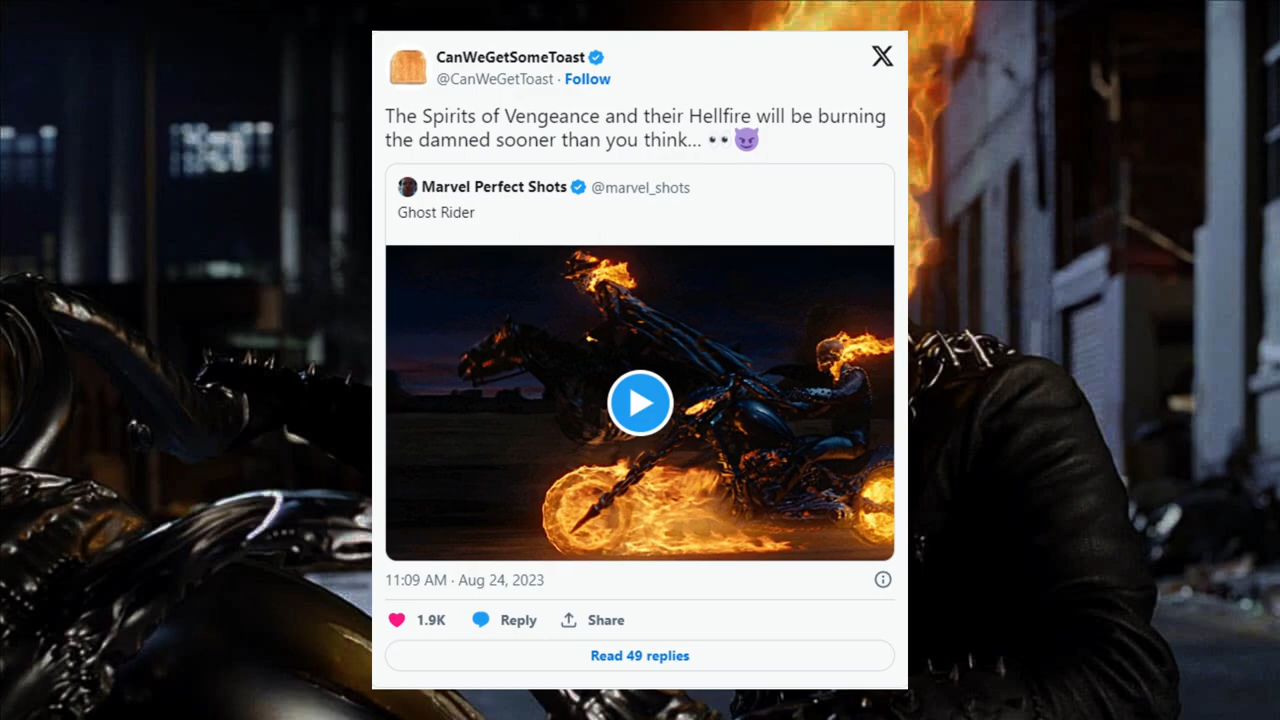 CanWeGetSomeToast
@CanWeGetToast · Follow
The Spirits of Vengeance and their Hellfire will be burning
the damned sooner than you think... 👀😈
Marvel Perfect Shots @marvel_shots
Ghost Rider
11:09 AM · Aug 24, 2023
1.9K Reply Share
Read 49 replies